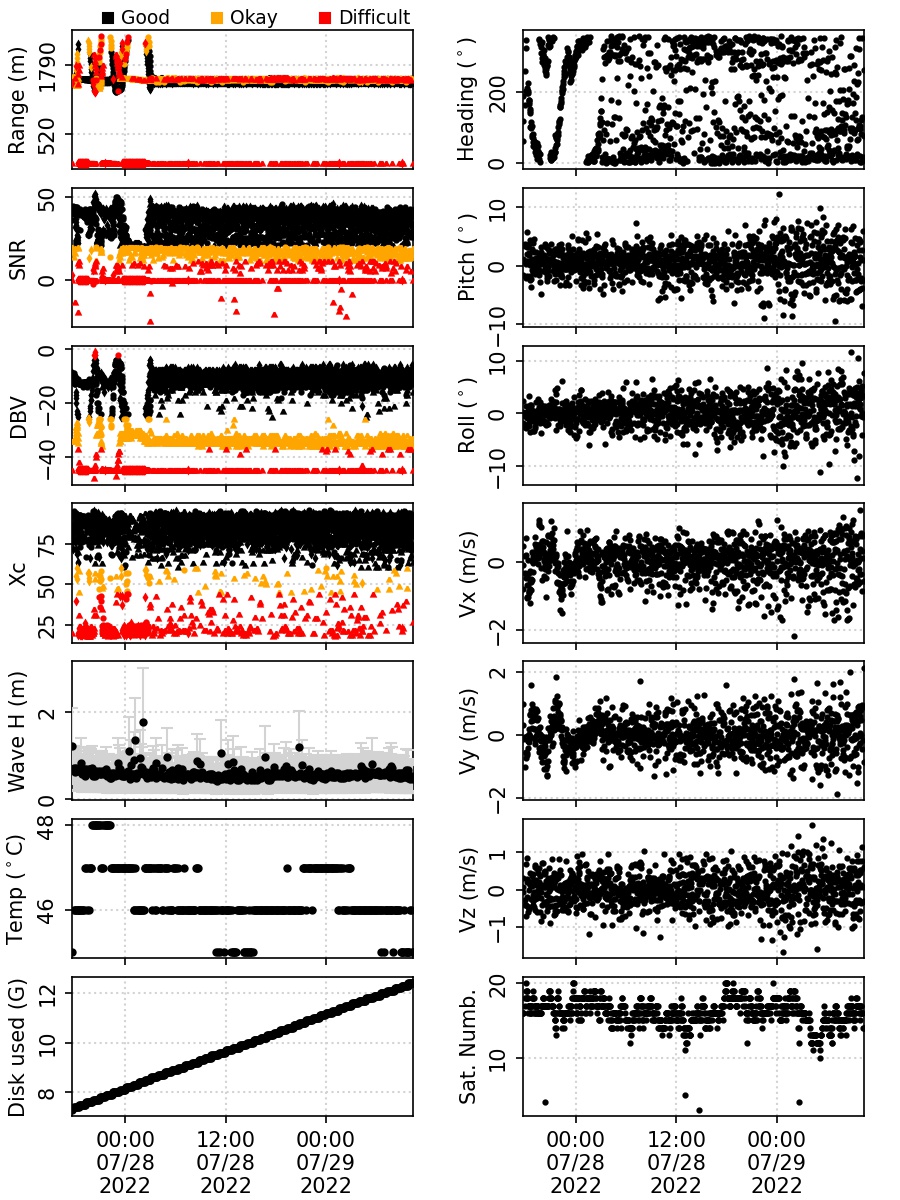 Good Okay Difficult
Range (m)
1790
520
Heading (°)
200
0
SNR
50
0
Pitch (°)
10
0
−10
DBV
0
−20
−40
Roll (°)
10
0
−10
Xc
75
50
25
Vx (m/s)
0
−2
Wave H (m)
2
0
Vy (m/s)
2
0
−2
Temp (°C)
48
46
Vz (m/s)
1
0
−1
Disk used (G)
12
10
8
Sat. Numb.
20
10
00:00 12:00 00:00
07/28 07/28 07/29
2022 2022 2022
00:00 12:00 00:00
07/28 07/28 07/29
2022 2022 2022